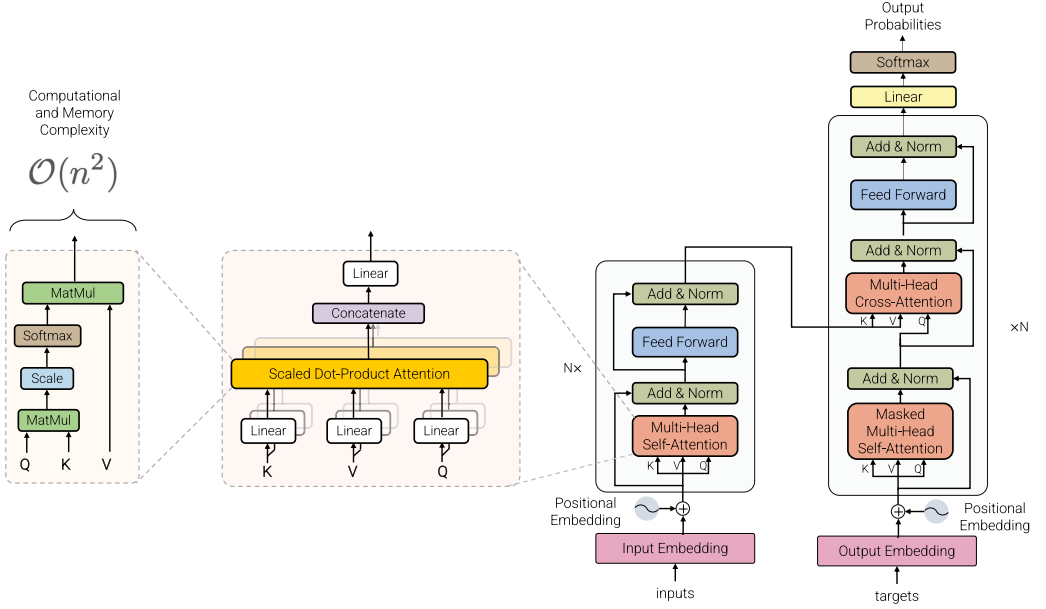 Computational
and Memory
Complexity
O(n²)
MatMul
Softmax
Scale
MatMul
Q K V
Linear
Concatenate
Scaled Dot-Product Attention
Linear Linear Linear
K V Q
N×
Add & Norm
Feed Forward
Add & Norm
Multi-Head
Self-Attention
K V Q
Positional
Embedding
Input Embedding
inputs
Output
Probabilities
Softmax
Linear
Add & Norm
Feed Forward
Add & Norm
Multi-Head
Cross-Attention
K V Q
×N
Add & Norm
Masked
Multi-Head
Self-Attention
K V Q
Positional
Embedding
Output Embedding
targets